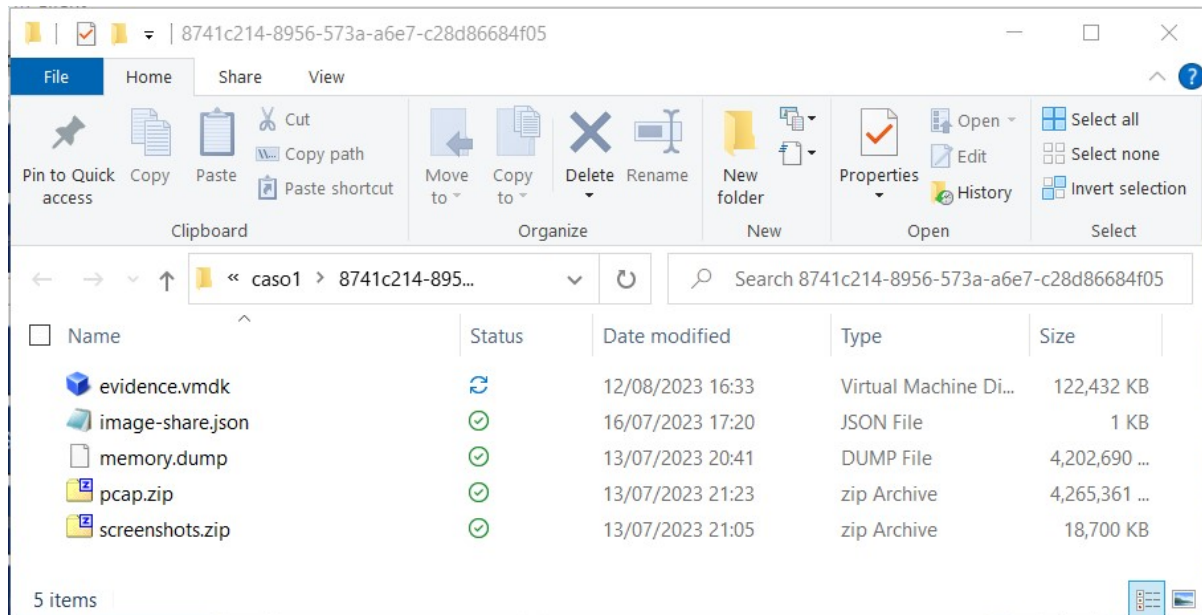 8741c214-8956-573a-a6e7-c28d86684f05
File Home Share View
Pin to Quick access
Copy
Paste
Cut
Copy path
Paste shortcut
Clipboard
Move to
Copy to
Delete
Rename
Organize
New folder
New
Properties
Open
Edit
History
Open
Select all
Select none
Invert selection
Select
« caso1 > 8741c214-895... Search 8741c214-8956-573a-a6e7-c28d86684f05
Name Status Date modified Type Size
evidence.vmdk 12/08/2023 16:33 Virtual Machine Di... 122,432 KB
image-share.json 16/07/2023 17:20 JSON File 1 KB
memory.dump 13/07/2023 20:41 DUMP File 4,202,690 ...
pcap.zip 13/07/2023 21:23 zip Archive 4,265,361 ...
screenshots.zip 13/07/2023 21:05 zip Archive 18,700 KB
5 items